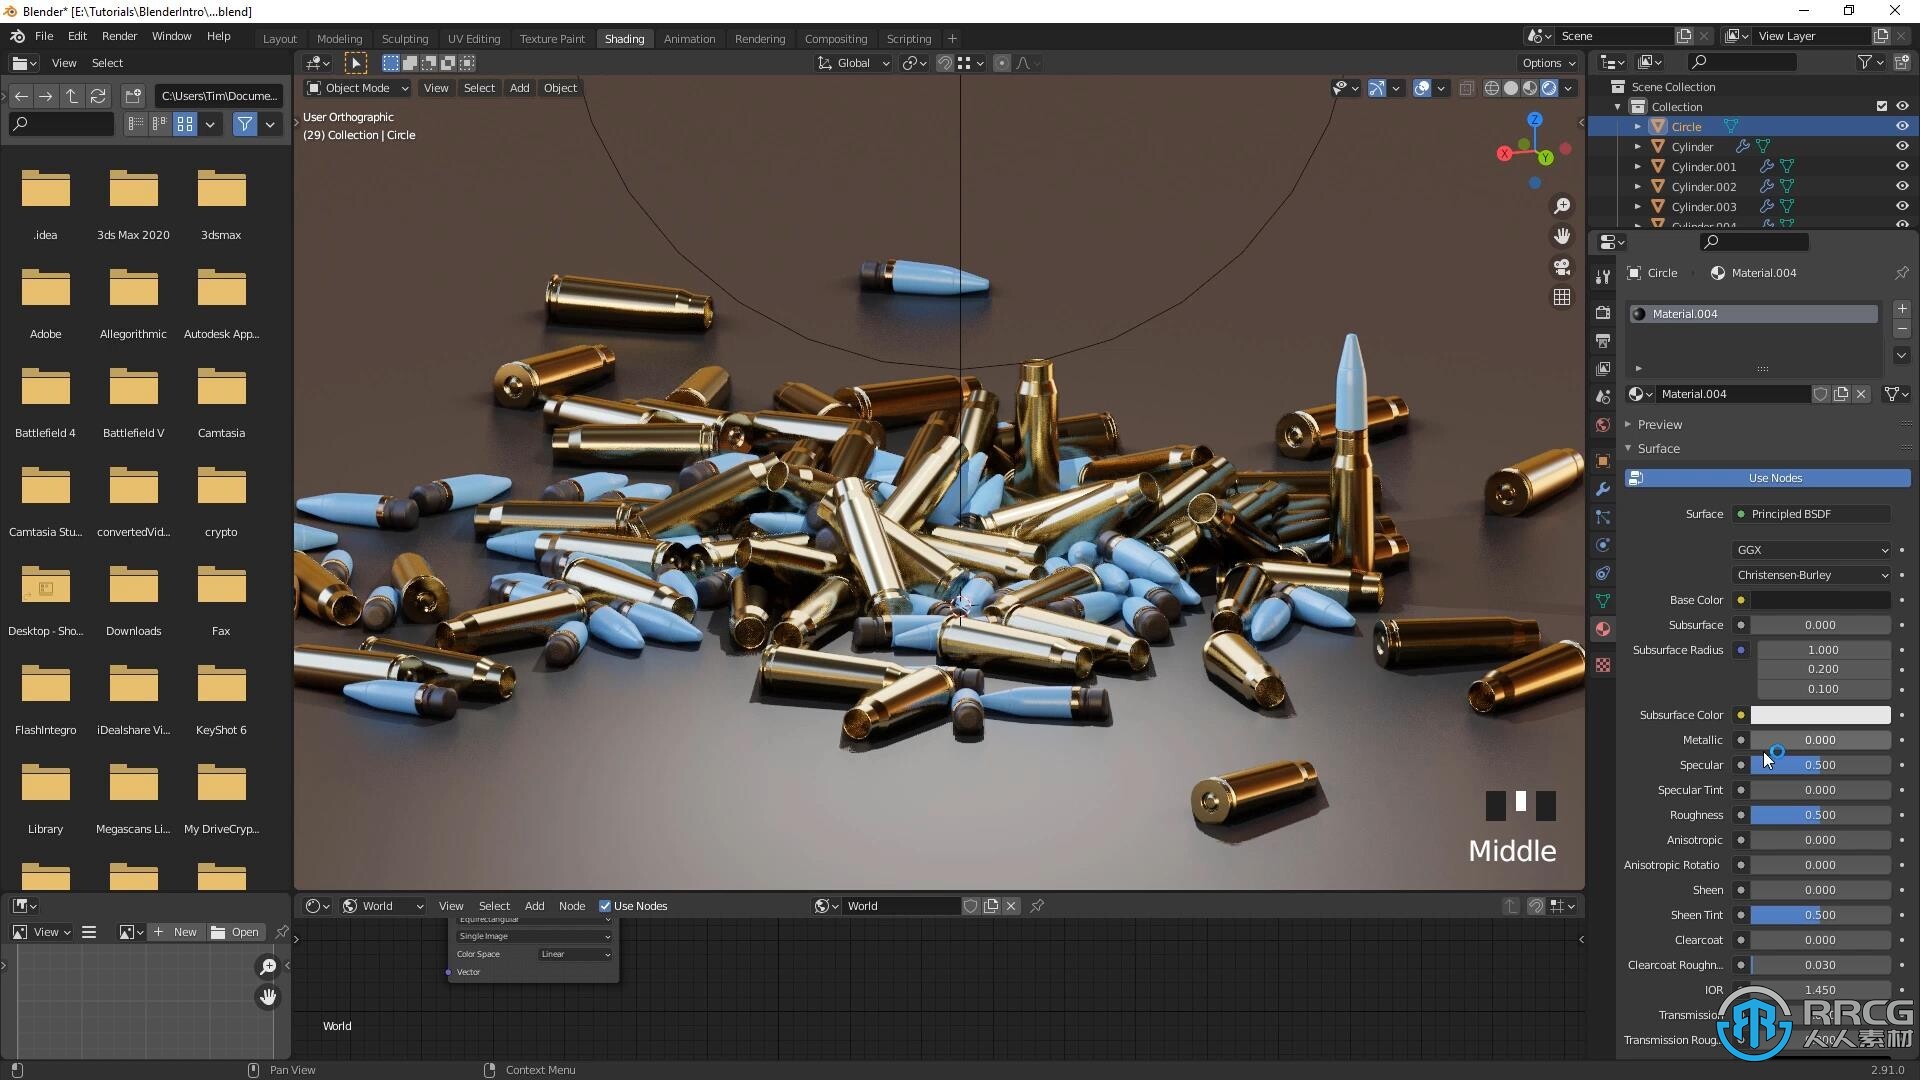 Blender* [E:\Tutorials\BlenderIntro\...blend]
File Edit Render Window Help
Layout Modeling Sculpting UV Editing Texture Paint Shading Animation Rendering Compositing Scripting +
Scene
View Layer
View Select
Global
Options
C:\Users\Tim\Docume...
Object Mode View Select Add Object
User Orthographic
(29) Collection | Circle
Z
X
Y
.idea 3ds Max 2020 3dsmax
Adobe Allegorithmic Autodesk App...
Battlefield 4 Battlefield V Camtasia
Camtasia Stu... convertedVid... crypto
Desktop - Sho... Downloads Fax
FlashIntegro iDealshare Vi... KeyShot 6
Library Megascans Li... My DriveCryp...
Middle
Scene Collection
Collection
Circle
Cylinder
Cylinder.001
Cylinder.002
Cylinder.003
Cylinder.004
Circle Material.004
Material.004
Material.004
Preview
Surface
Use Nodes
Surface Principled BSDF
GGX
Christensen-Burley
Base Color
Subsurface 0.000
Subsurface Radius 1.000
0.200
0.100
Subsurface Color
Metallic 0.000
Specular 0.500
Specular Tint 0.000
Roughness 0.500
Anisotropic 0.000
Anisotropic Rotatio 0.000
Sheen 0.000
Sheen Tint 0.500
Clearcoat 0.000
Clearcoat Roughn... 0.030
IOR 1.450
Transmission
Transmission Roug...
RRCG
人人素材
View New Open
World View Select Add Node Use Nodes World
Equirectangular
Single Image
Color Space Linear
Vector
World
Pan View Context Menu 2.91.0